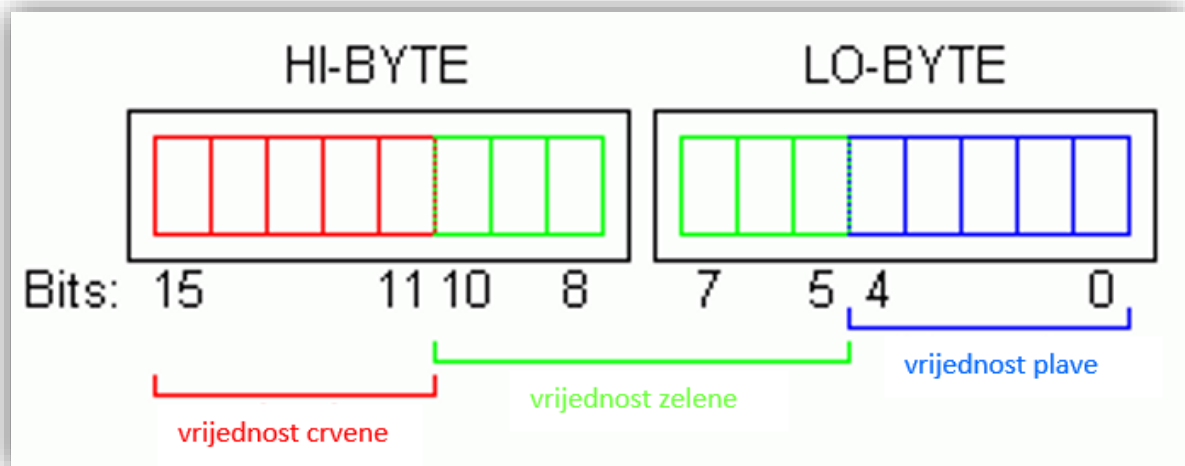 HI-BYTE LO-BYTE
Bits: 15 11 10 8 7 5 4 0
vrijednost plave
vrijednost zelene
vrijednost crvene